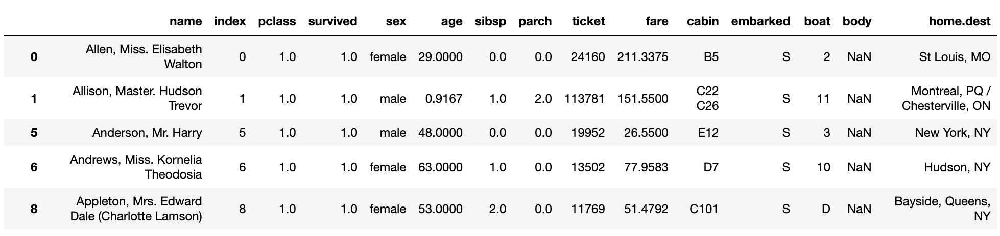 name index pclass survived sex age sibsp parch ticket fare cabin embarked boat body home.dest
0 Allen, Miss. Elisabeth Walton 0 1.0 1.0 female 29.0000 0.0 0.0 24160 211.3375 B5 S 2 NaN St Louis, MO
1 Allison, Master. Hudson Trevor 1 1.0 1.0 male 0.9167 1.0 2.0 113781 151.5500 C22 C26 S 11 NaN Montreal, PQ / Chesterville, ON
5 Anderson, Mr. Harry 5 1.0 1.0 male 48.0000 0.0 0.0 19952 26.5500 E12 S 3 NaN New York, NY
6 Andrews, Miss. Kornelia Theodosia 6 1.0 1.0 female 63.0000 1.0 0.0 13502 77.9583 D7 S 10 NaN Hudson, NY
8 Appleton, Mrs. Edward Dale (Charlotte Lamson) 8 1.0 1.0 female 53.0000 2.0 0.0 11769 51.4792 C101 S D NaN Bayside, Queens, NY